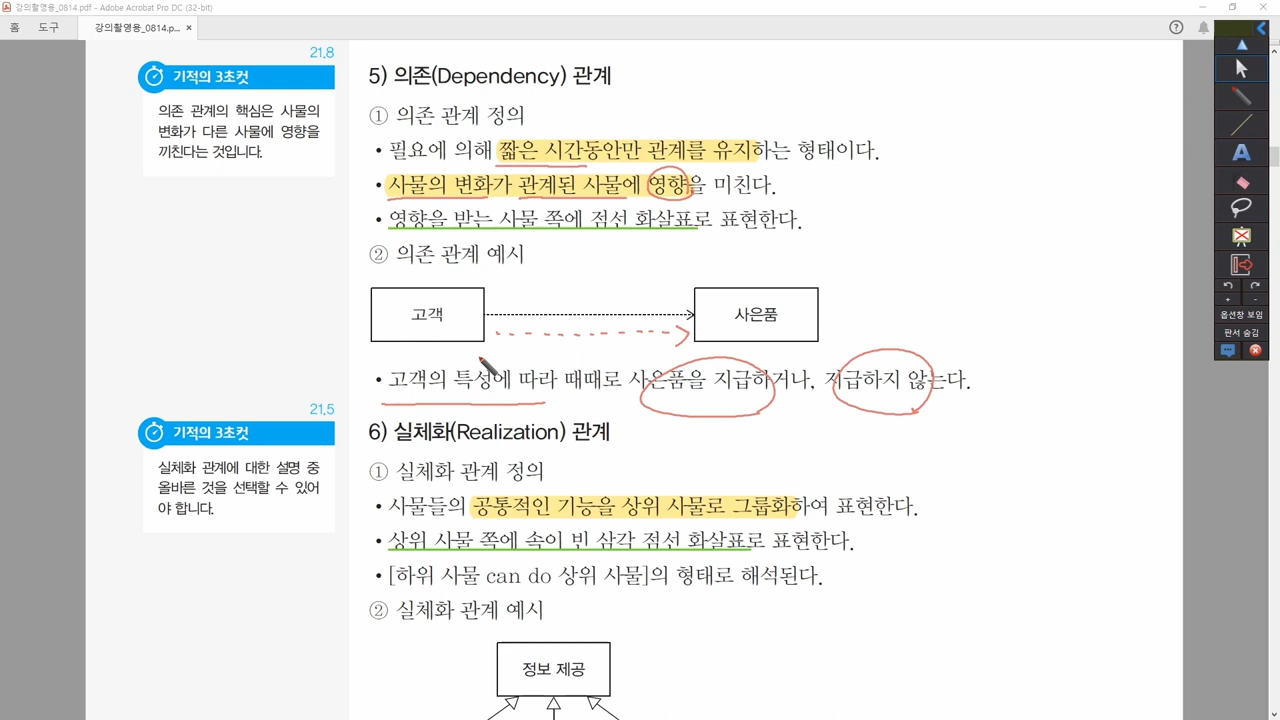 강의촬영용_0814.pdf - Adobe Acrobat Pro DC (32-bit)
홈 도구 강의촬영용_0814.p... ×
21.8
기적의 3초컷
의존 관계의 핵심은 사물의
변화가 다른 사물에 영향을
끼친다는 것입니다.
5) 의존(Dependency) 관계
① 의존 관계 정의
• 필요에 의해 짧은 시간동안만 관계를 유지하는 형태이다.
• 사물의 변화가 관계된 사물에 영향을 미친다.
• 영향을 받는 사물 쪽에 점선 화살표로 표현한다.
② 의존 관계 예시
고객 사은품
• 고객의 특성에 따라 때때로 사은품을 지급하거나, 지급하지 않는다.
21.5
기적의 3초컷
실체화 관계에 대한 설명 중
올바른 것을 선택할 수 있어
야 합니다.
6) 실체화(Realization) 관계
① 실체화 관계 정의
• 사물들의 공통적인 기능을 상위 사물로 그룹화하여 표현한다.
• 상위 사물 쪽에 속이 빈 삼각 점선 화살표로 표현한다.
• [하위 사물 can do 상위 사물]의 형태로 해석된다.
② 실체화 관계 예시
정보 제공
A
옵션창 보임
판서 숨김